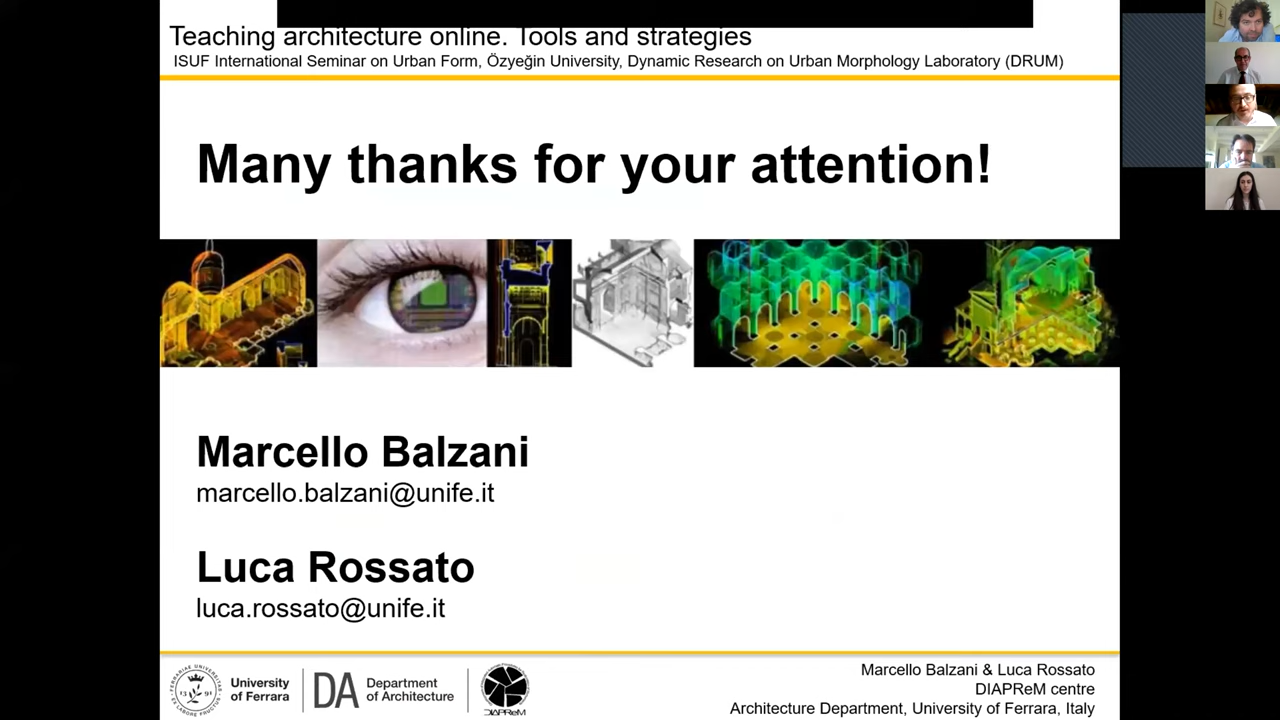 Teaching architecture online. Tools and strategies
ISUF International Seminar on Urban Form, Özyeğin University, Dynamic Research on Urban Morphology Laboratory (DRUM)
Many thanks for your attention!
Marcello Balzani
marcello.balzani@unife.it
Luca Rossato
luca.rossato@unife.it
University
of Ferrara
DA
Department
of Architecture
DIAPReM
Marcello Balzani & Luca Rossato
DIAPReM centre
Architecture Department, University of Ferrara, Italy